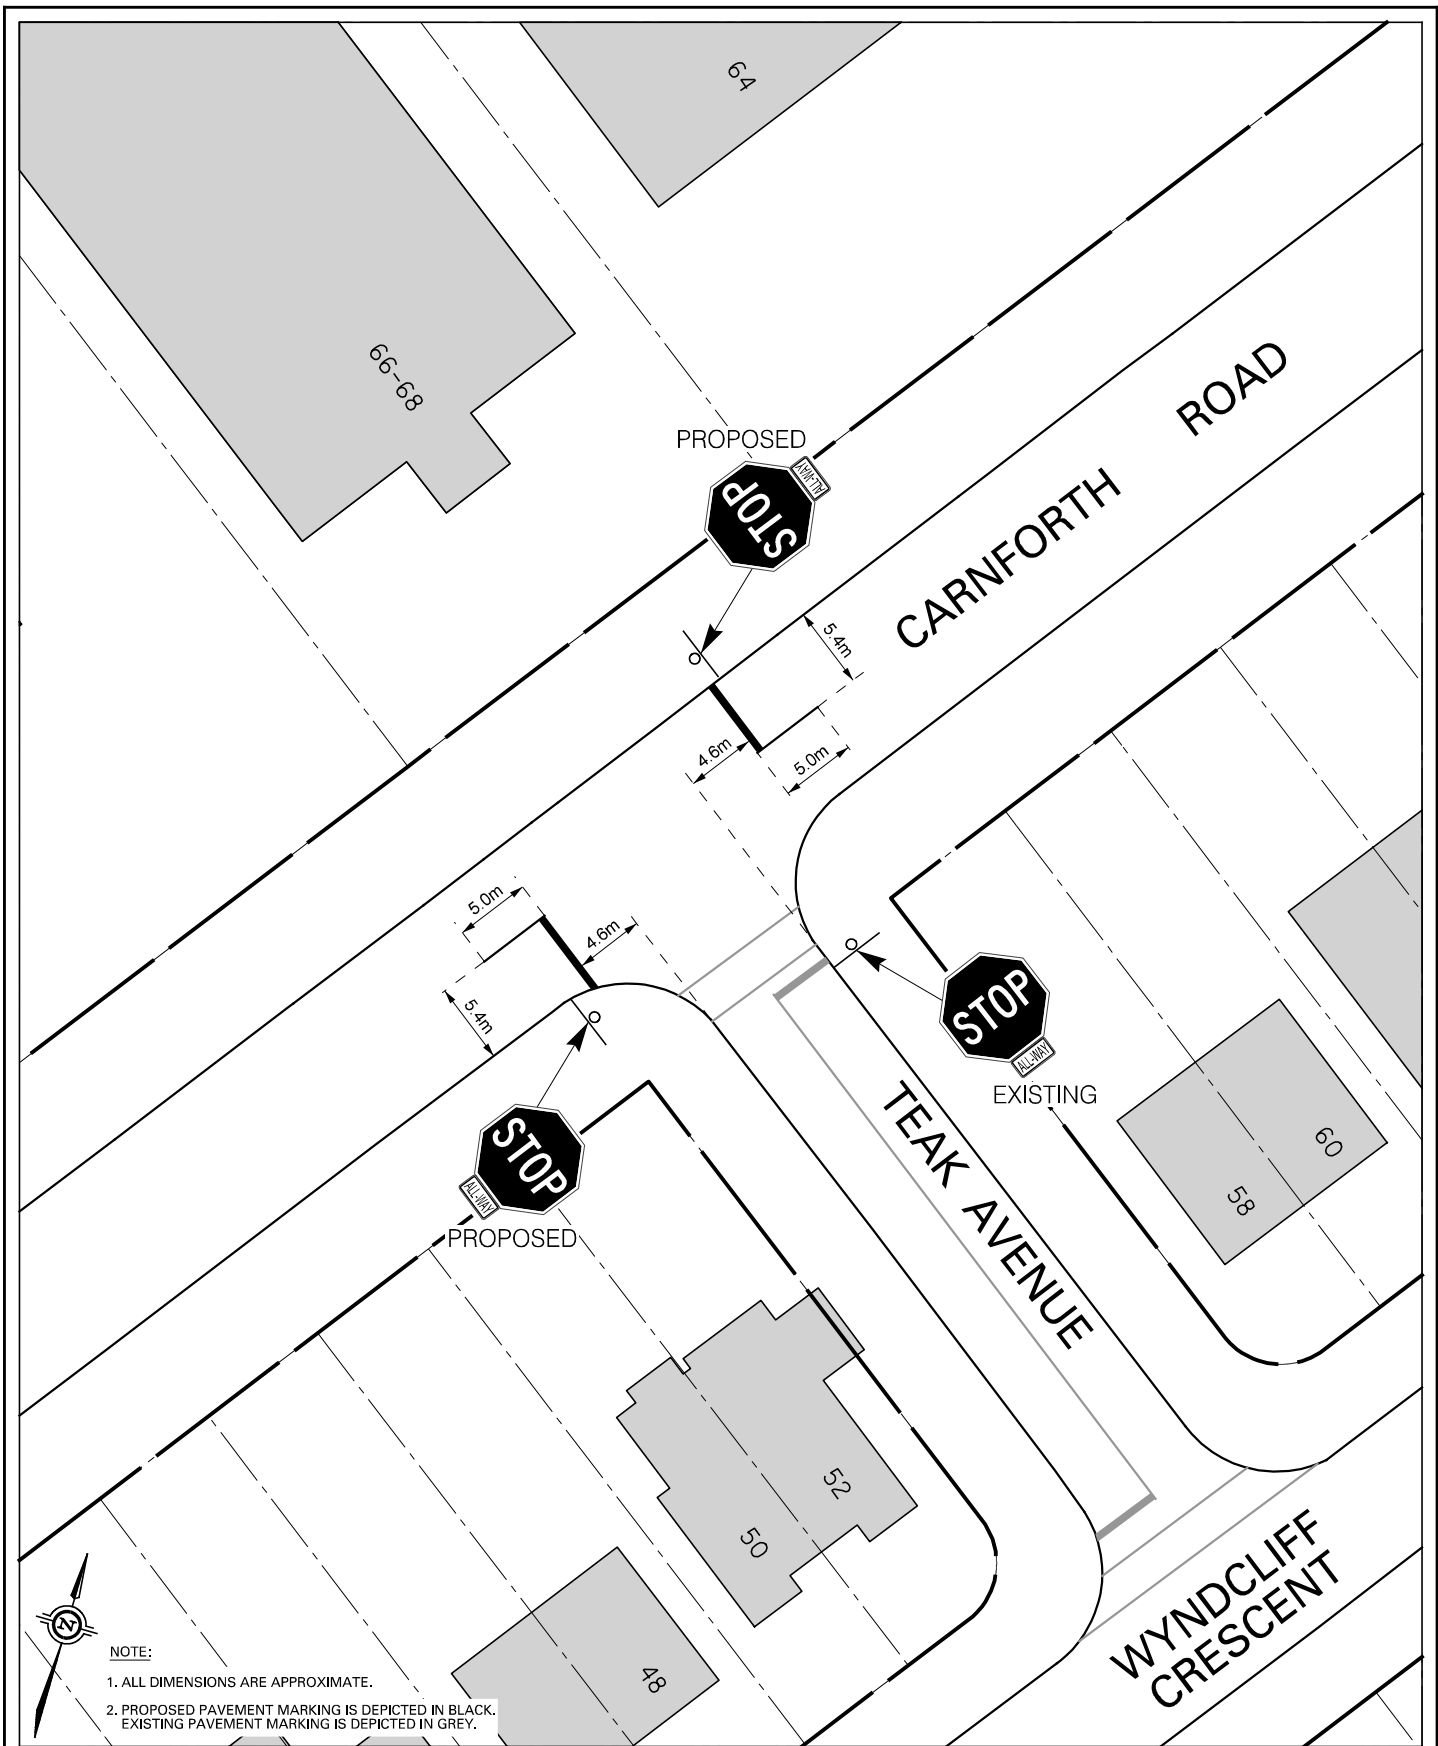 64
66-68
PROPOSED
ALL-WAY
STOP
ROAD
CARNFORTH
5.4m
4.6m
5.0m
5.0m
4.6m
5.4m
STOP
ALL-WAY
EXISTING
STOP
ALL-WAY
PROPOSED
TEAK AVENUE
60
58
52
50
48
WYNDCLIFF
CRESCENT
N
NOTE:
1. ALL DIMENSIONS ARE APPROXIMATE.
2. PROPOSED PAVEMENT MARKING IS DEPICTED IN BLACK.
EXISTING PAVEMENT MARKING IS DEPICTED IN GREY.